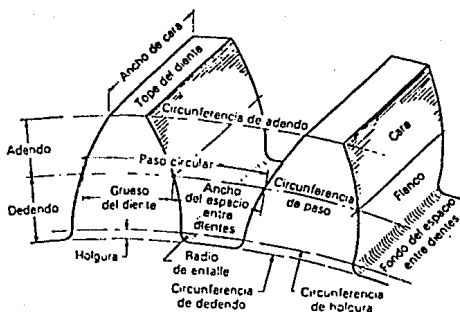 Ancho de cara
Tope del diente
Circunferencia de adendo
Cara
Adendo
Paso circular
Flanco
Dedendo
Grueso
del diente
Ancho
del espacio
entre
dientes
Circunferencia
de paso
Fondo del espacio
entre dientes
Holgura
Radio
de entalle
Circunferencia
de dedendo
Circunferencia
de holgura